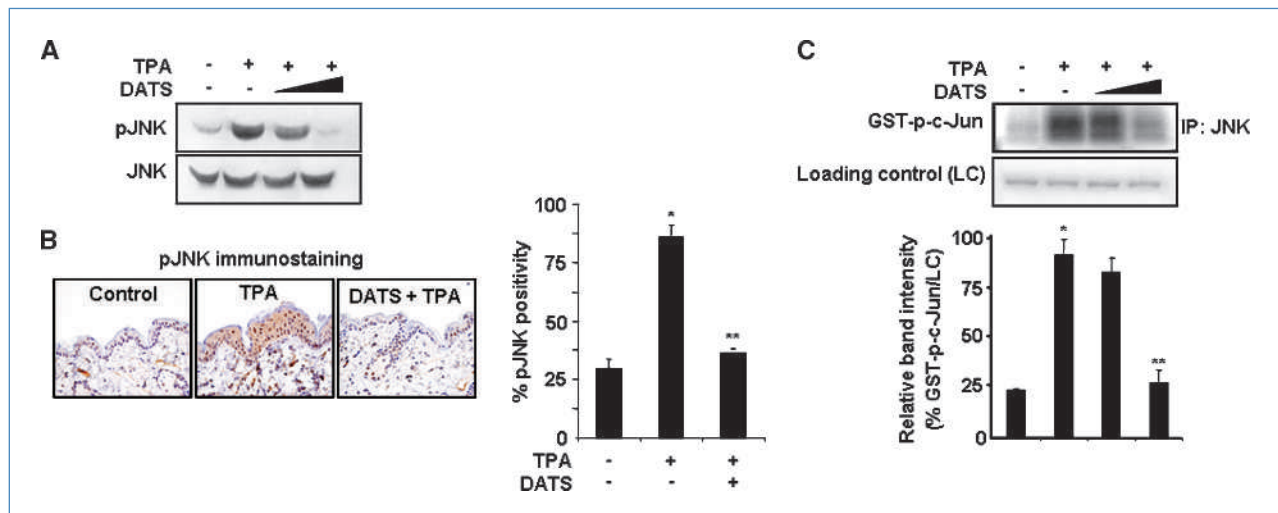 A
TPA - + + +
DATS - -
pJNK
JNK
B
pJNK immunostaining
Control TPA DATS + TPA
% pJNK positivity
100
75
50
25
0
*
**
TPA - + +
DATS - - +
C
TPA - + + +
DATS - -
GST-p-c-Jun IP: JNK
Loading control (LC)
Relative band intensity
(% GST-p-c-Jun/LC)
100
75
50
25
0
*
**